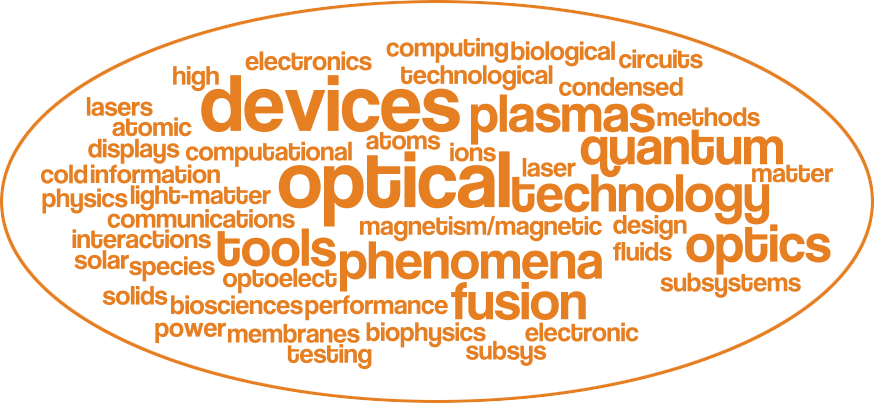 computing biological circuits
electronics
high technological condensed
lasers devices plasmas methods
atomic atoms quantum
displays computational ions laser matter
cold information optical technology
physics light-matter
communications magnetism/magnetic design
interactions tools phenomena fluids optics
solar species
optoelect subsystems
solids biosciences performance fusion
power membranes biophysics electronic
testing subsys